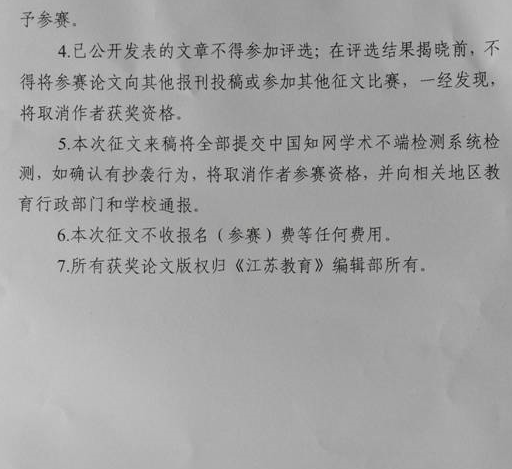 予参赛。
4.已公开发表的文章不得参加评选；在评选结果揭晓前，不
得将参赛论文向其他报刊投稿或参加其他征文比赛，一经发现，
将取消作者获奖资格。
5.本次征文来稿将全部提交中国知网学术不端检测系统检
测，如确认有抄袭行为，将取消作者参赛资格，并向相关地区教
育行政部门和学校通报。
6.本次征文不收报名（参赛）费等任何费用。
7.所有获奖论文版权归《江苏教育》编辑部所有。